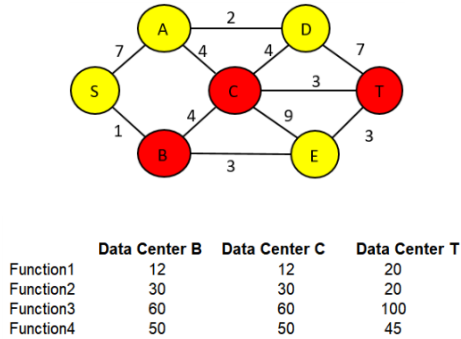 2
A
D
7
4
4
7
S
C
3
T
1
4
9
3
B
3
E
Data Center B Data Center C Data Center T
Function1 12 12 20
Function2 30 30 20
Function3 60 60 100
Function4 50 50 45